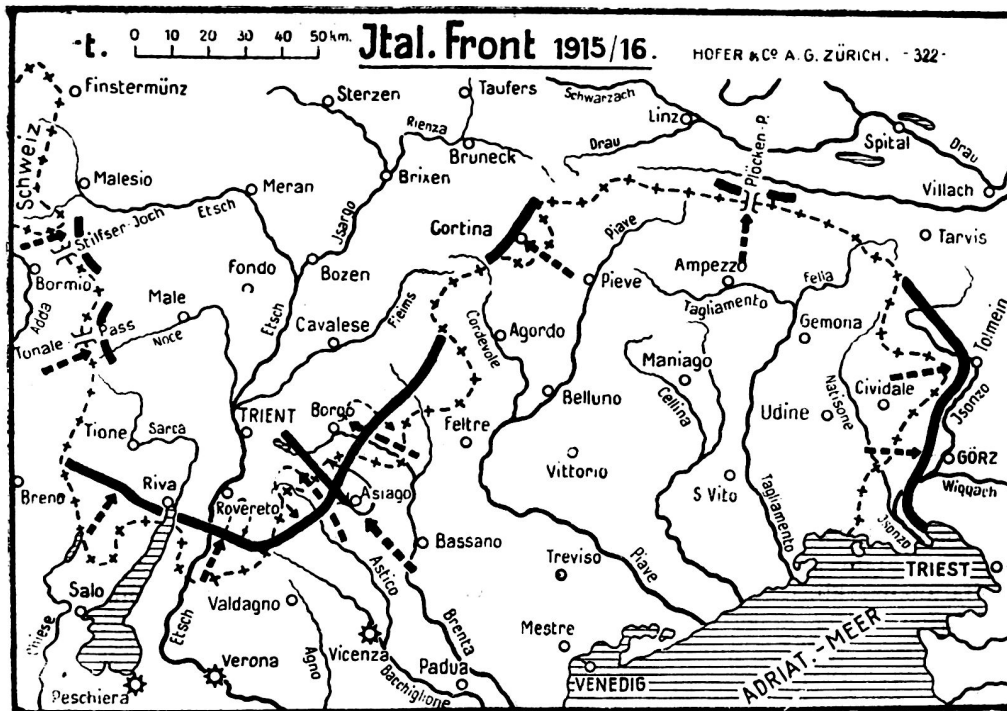 -t.
0 10 20 30 40 50 km.
Jtal. Front 1915/16.
HOFER & Co A.G. ZÜRICH. -322-
Finstermünz
Sterzen
Taufers
Schwarzach
Linz
Drau
Plöcken-P.
Spital
Drau
Schweiz
Rienza
Bruneck
Malesio
Meran
Etsch
Brixen
Villach
Stilfser-Joch
Jsargo
Cortina
Piave
Tarvis
Bormio
Fondo
Bozen
Pieve
Ampezzo
Fella
Adda
Male
Etsch
Cavalese
Fleims
Cordevole
Agordo
Tagliamento
Gemona
Tolmein
Tonale
Pass
Noce
Maniago
Cellina
Natisone
Cividale
Jsonzo
TRIENT
Borgo
Belluno
Udine
Tione
Sarca
Feltre
Vittorio
S Vito
GÖRZ
Breno
Riva
Rovereto
Asiago
Tagliamento
Wippach
Jsonzo
Bassano
Astico
Treviso
Piave
TRIEST
Salo
Valdagno
Chiese
Etsch
Mestre
Brenta
Verona
Agno
Vicenza
Padua
VENEDIG
ADRIAT.-MEER
Peschiera
Bacchiglione